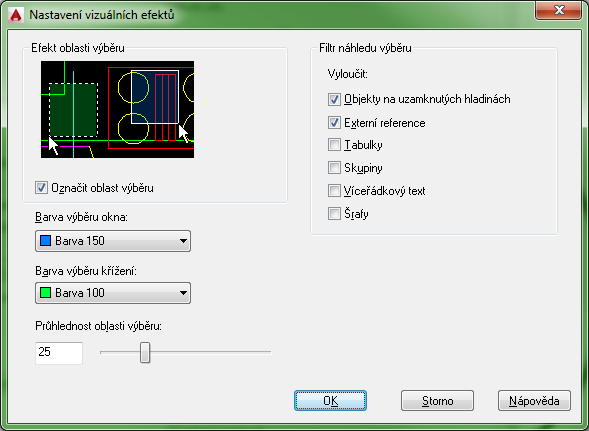 Nastavení vizuálních efektů
Efekt oblasti výběru
Označit oblast výběru
Barva výběru okna:
Barva 150
Barva výběru křížení:
Barva 100
Průhlednost oblasti výběru:
25
Filtr náhledu výběru
Vyloučit:
Objekty na uzamknutých hladinách
Externí reference
Tabulky
Skupiny
Víceřádkový text
Šrafy
OK
Storno
Nápověda